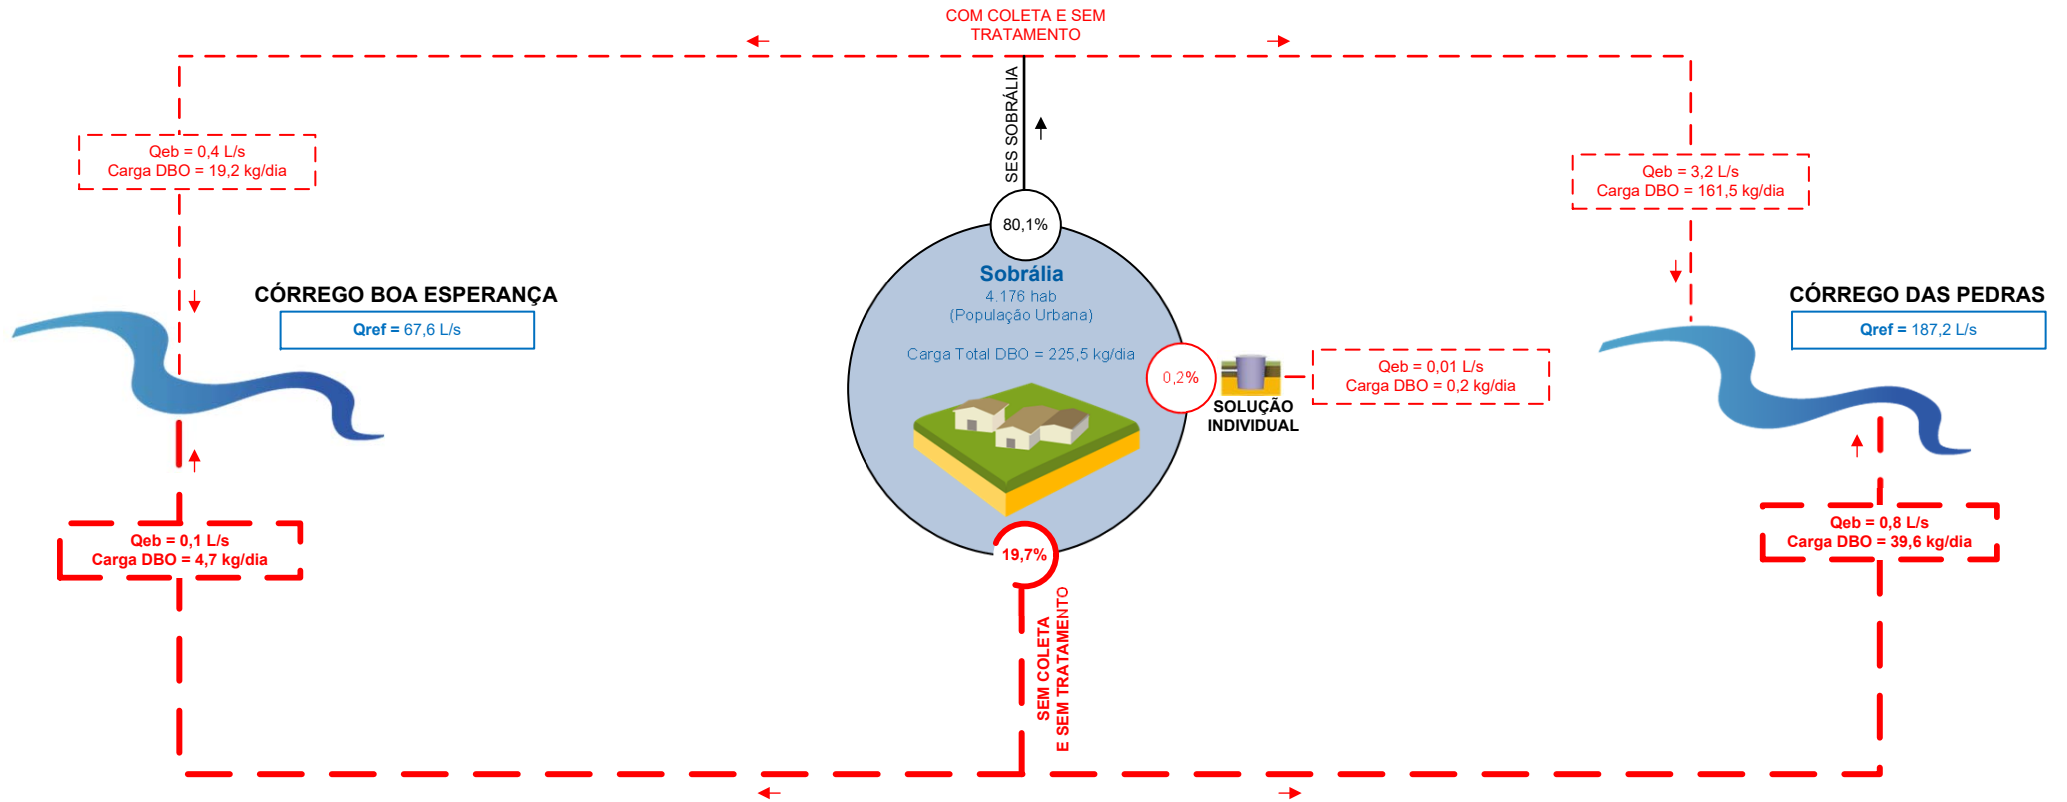 COM COLETA E SEM
TRATAMENTO
SES SOBRÁLIA
Qeb = 0,4 L/s
Carga DBO = 19,2 kg/dia
Qeb = 3,2 L/s
Carga DBO = 161,5 kg/dia
80,1%
Sobrália
4.176 hab
(População Urbana)
Carga Total DBO = 225,5 kg/dia
CÓRREGO BOA ESPERANÇA
Qref = 67,6 L/s
CÓRREGO DAS PEDRAS
Qref = 187,2 L/s
0,2%
SOLUÇÃO
INDIVIDUAL
Qeb = 0,01 L/s
Carga DBO = 0,2 kg/dia
Qeb = 0,1 L/s
Carga DBO = 4,7 kg/dia
19,7%
SEM COLETA
E SEM TRATAMENTO
Qeb = 0,8 L/s
Carga DBO = 39,6 kg/dia